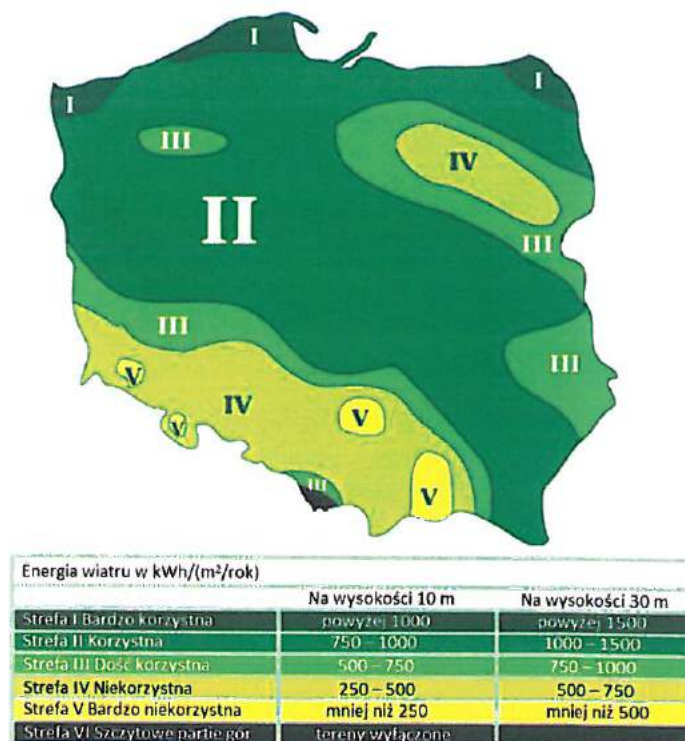 I
I
I
III
IV
II
III
III
III
V
IV
V
V
III
V
Energia wiatru w kWh/(m²/rok)
Na wysokości 10 m Na wysokości 30 m
Strefa I Bardzo korzystna powyżej 1000 powyżej 1500
Strefa II Korzystna 750 – 1000 1000 – 1500
Strefa III Dość korzystna 500 – 750 750 – 1000
Strefa IV Niekorzystna 250 – 500 500 – 750
Strefa V Bardzo niekorzystna mniej niż 250 mniej niż 500
Strefa VI Szczytowe partie gór tereny wyłączone